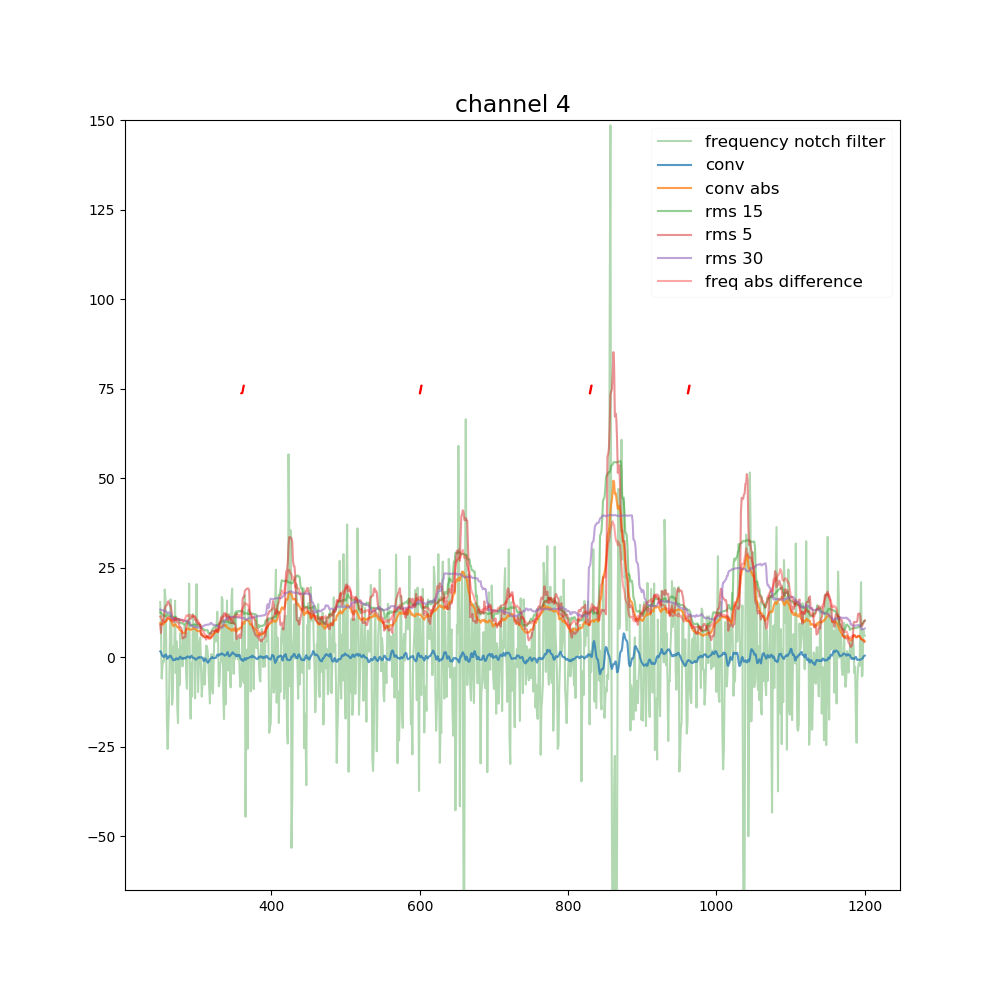 channel 4
150
125
100
75
50
25
0
−25
−50
400 600 800 1000 1200
frequency notch filter
conv
conv abs
rms 15
rms 5
rms 30
freq abs difference